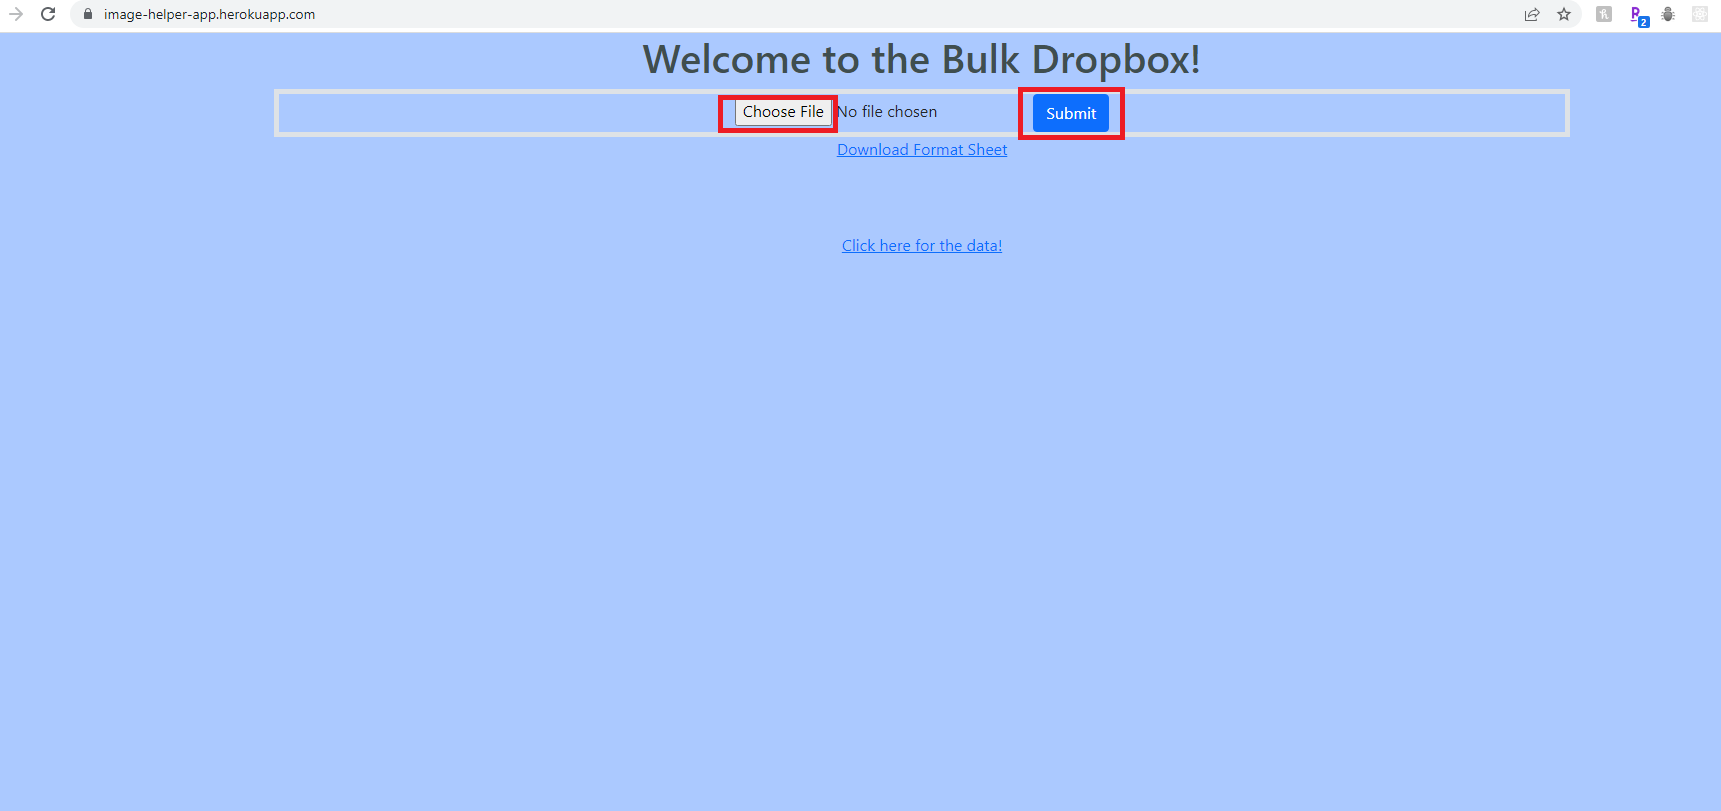 image-helper-app.herokuapp.com
2
Welcome to the Bulk Dropbox!
Choose File No file chosen Submit
Download Format Sheet
Click here for the data!